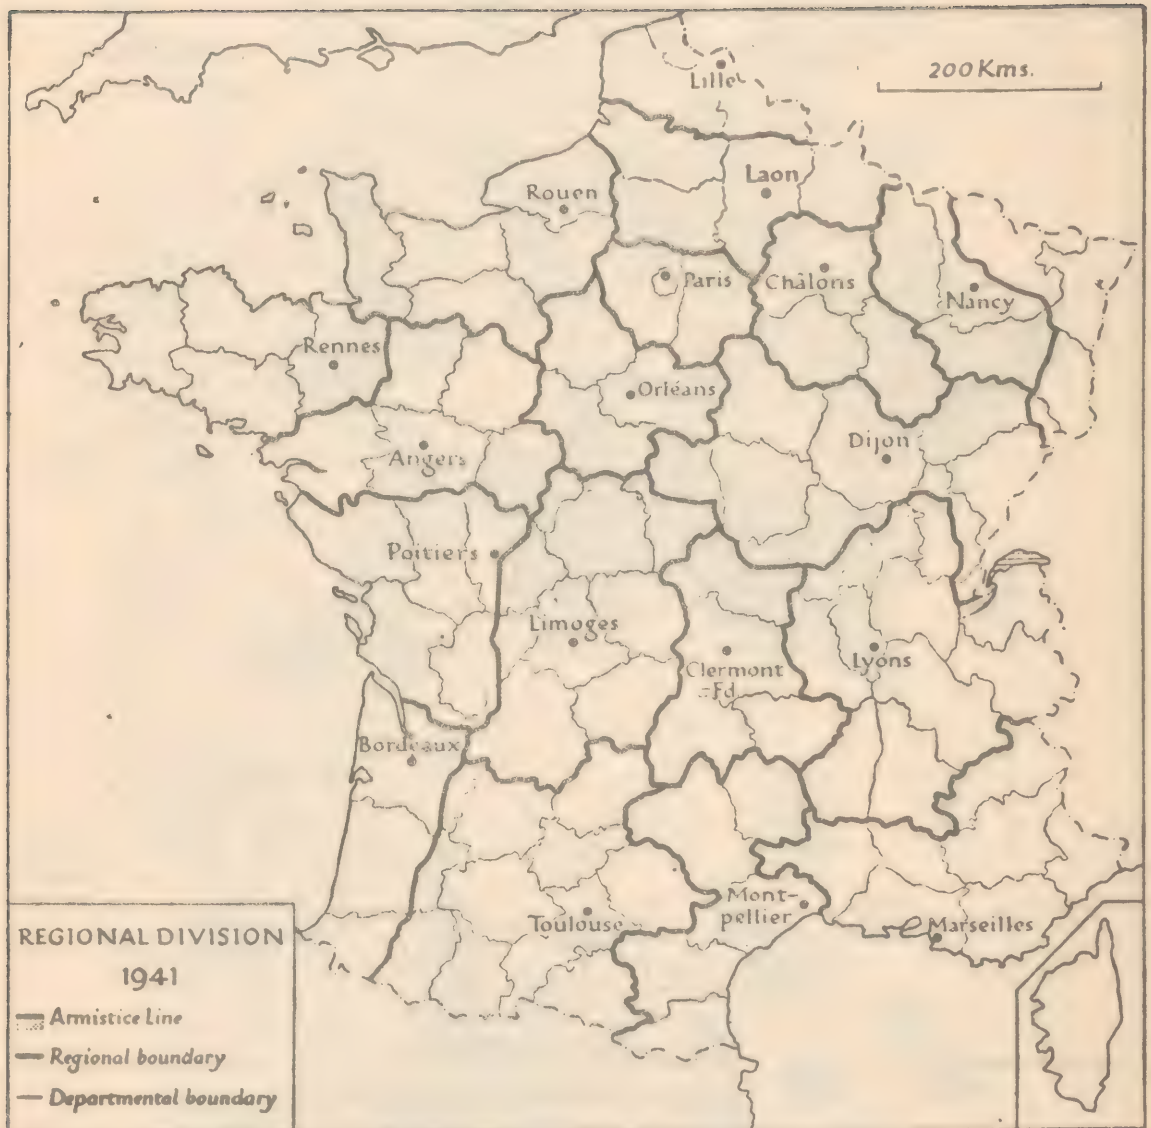 Lille
200 Kms.
Laon
Rouen
Paris
Châlons
Nancy
Rennes
Orléans
Dijon
Angers
Poitiers
Limoges
Lyons
Clermont
-Fd.
Bordeaux
Mont-
pellier
Toulouse
Marseilles
REGIONAL DIVISION
1941
Armistice Line
Regional boundary
Departmental boundary